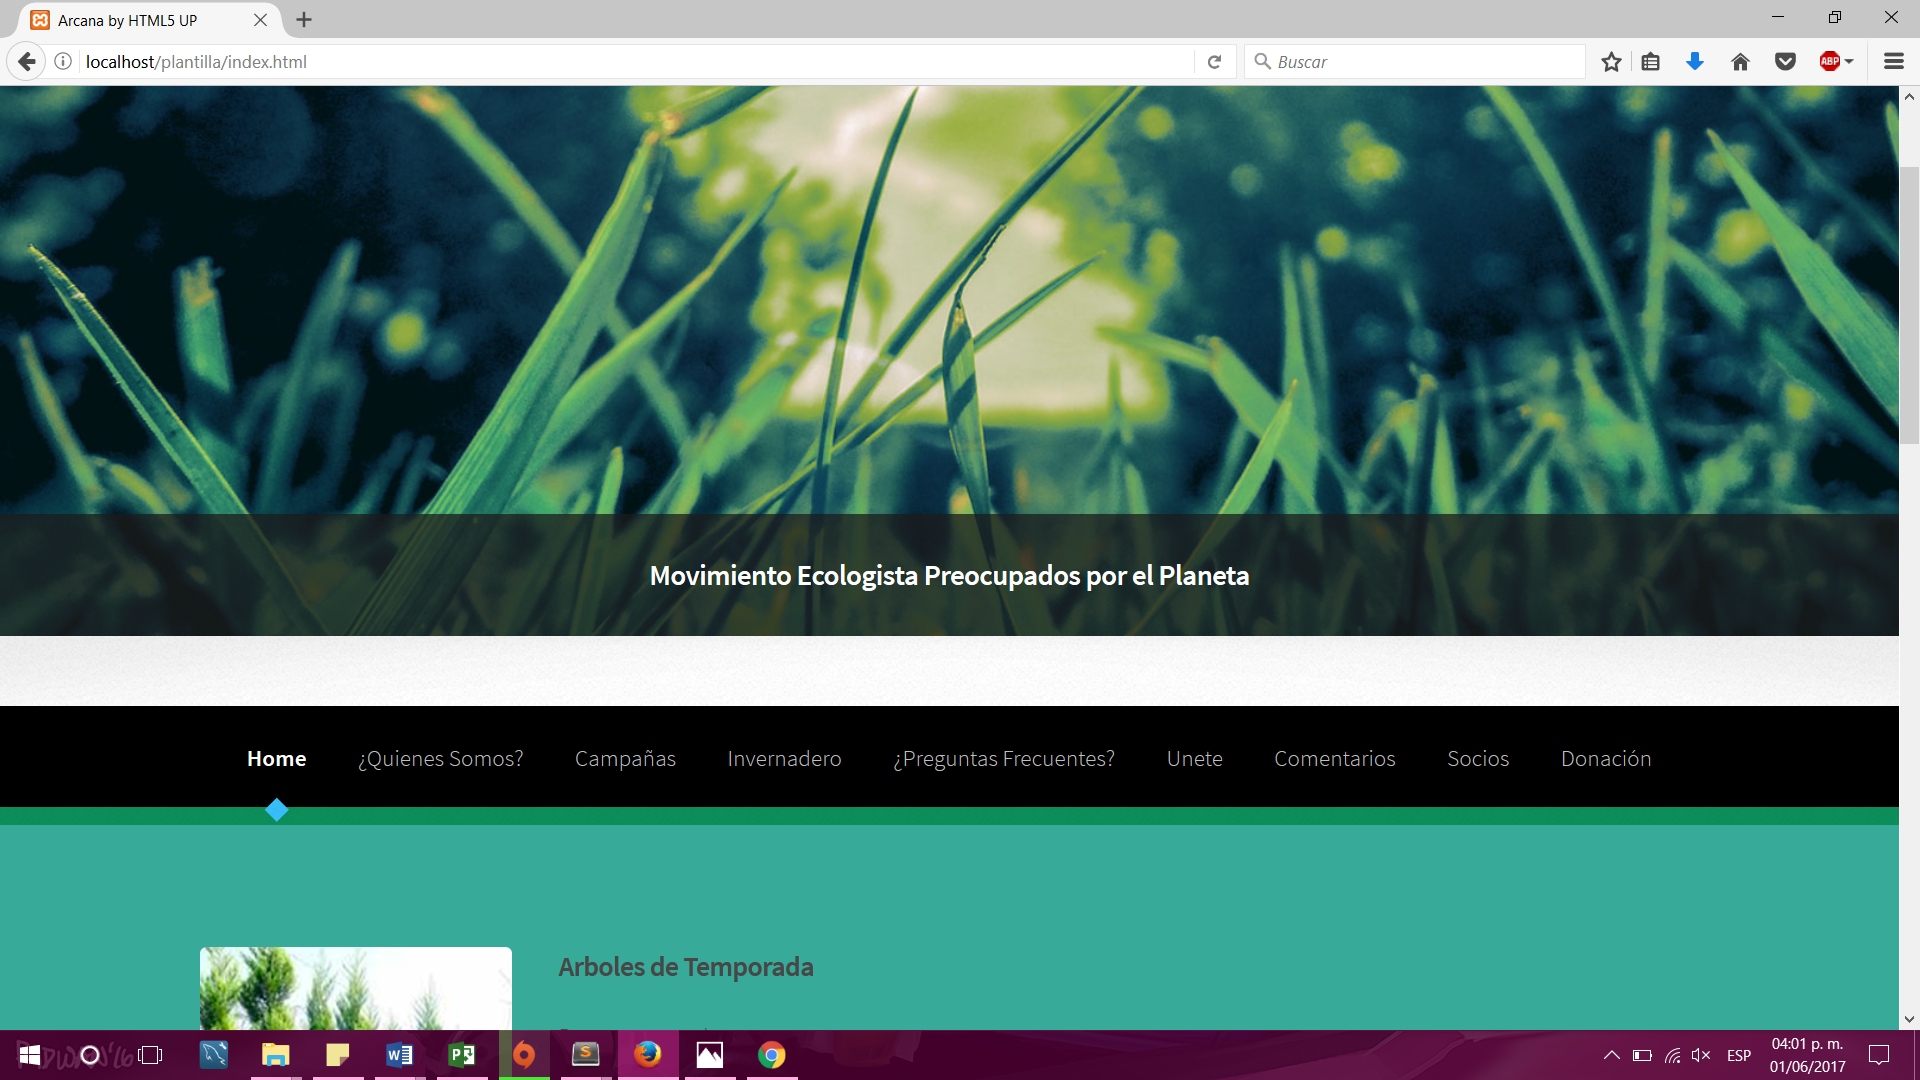 Arcana by HTML5 UP
localhost/plantilla/index.html
Buscar
ABP
Movimiento Ecologista Preocupados por el Planeta
Home ¿Quienes Somos? Campañas Invernadero ¿Preguntas Frecuentes? Unete Comentarios Socios Donación
Arboles de Temporada
ESP
04:01 p. m.
01/06/2017